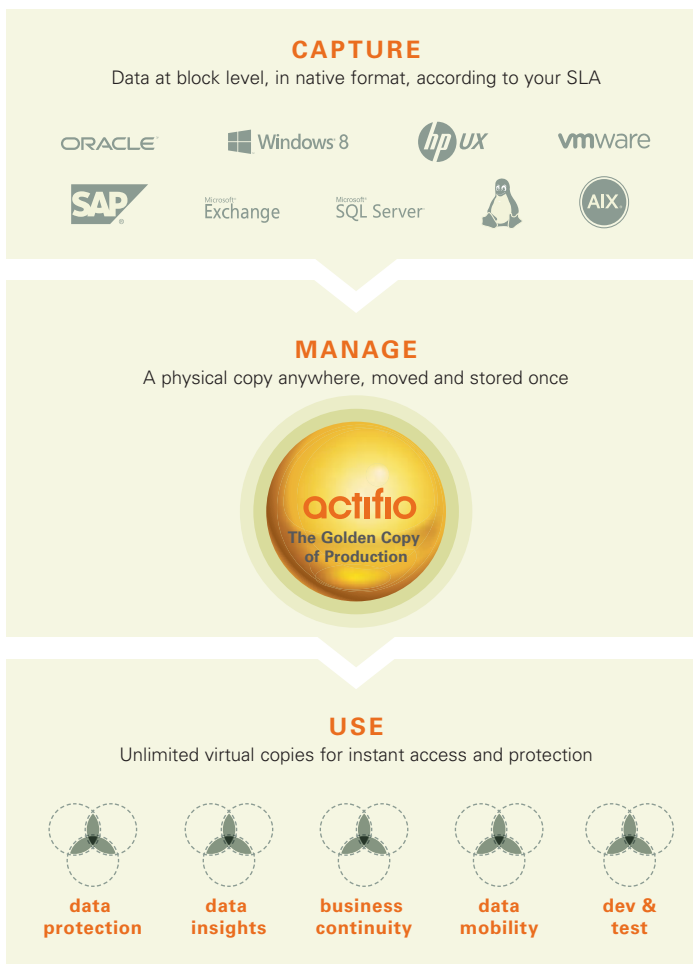 CAPTURE
Data at block level, in native format, according to your SLA
ORACLE
Windows 8
hp UX
vmware
SAP
Microsoft
Exchange
Microsoft
SQL Server
AIX
MANAGE
A physical copy anywhere, moved and stored once
actifio
The Golden Copy
of Production
USE
Unlimited virtual copies for instant access and protection
data
protection
data
insights
business
continuity
data
mobility
dev &
test